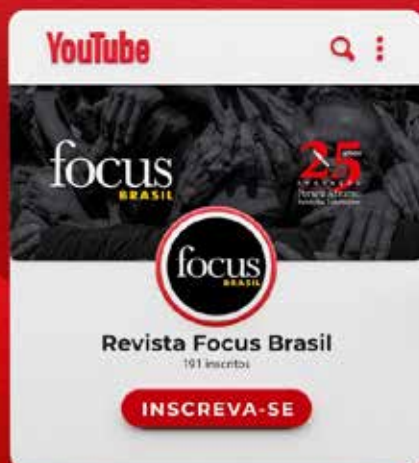 YouTube
focus
BRASIL
25
focus
BRASIL
Revista Focus Brasil
191 inscritos
INSCREVA-SE